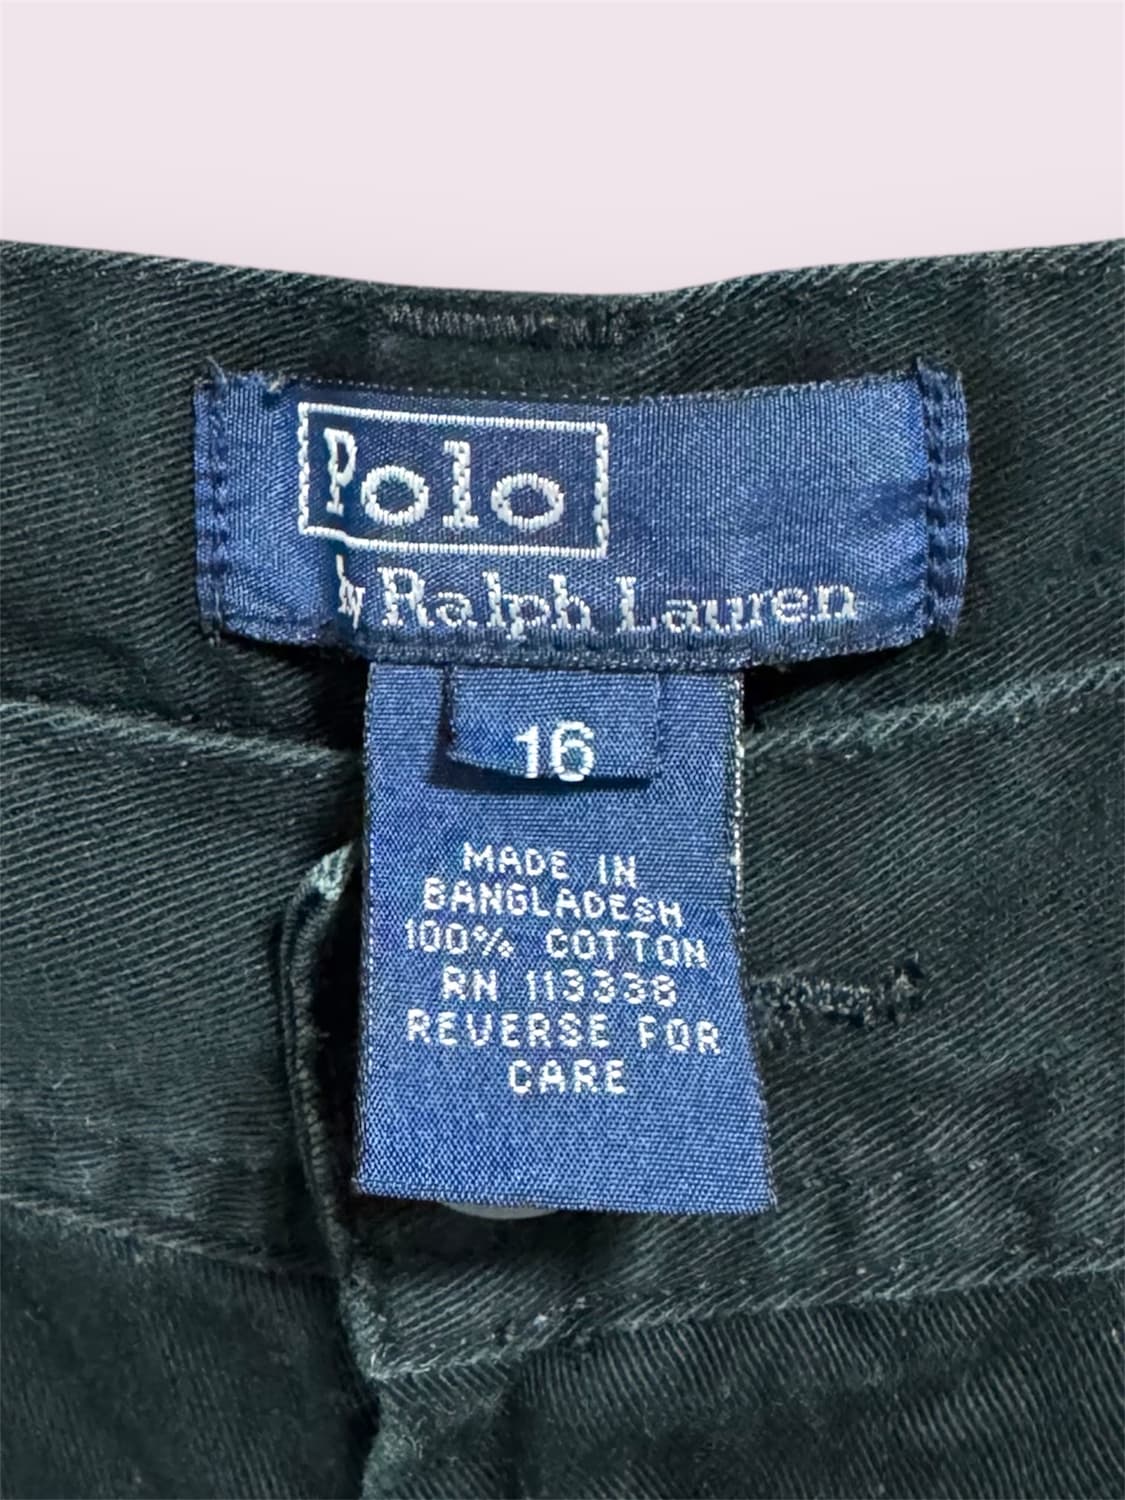 Polo
by Ralph Lauren
16
MADE IN
BANGLADESH
100% COTTON
RN 113338
REVERSE FOR
CARE